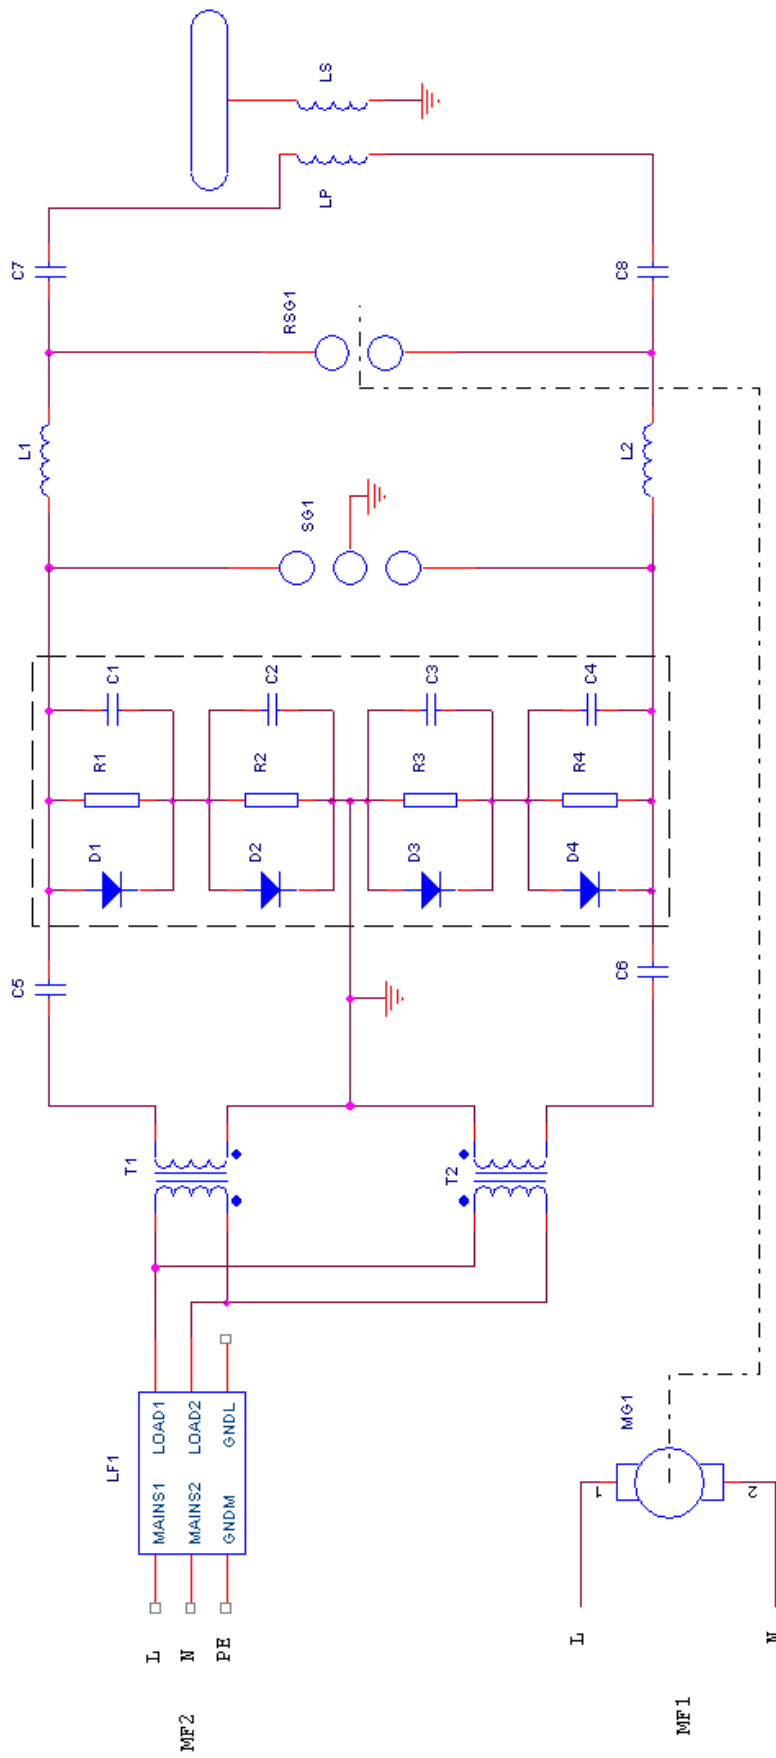 LS
LP
C7
C8
RSG1
L1
L2
SG1
C1
C2
C3
C4
R1
R2
R3
R4
D1
D2
D3
D4
C5
C6
T1
T2
LF1
MAINS1 LOAD1
MAINS2 LOAD2
GNDM GNDL
L
N
PE
MF2
MG1
1
2
L
N
MF1